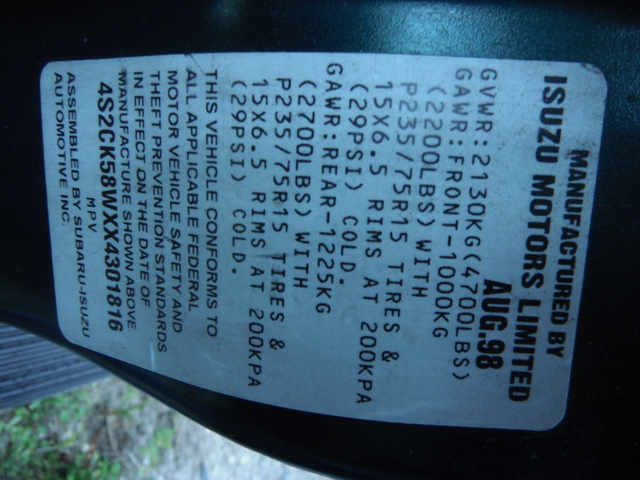 MANUFACTURED BY
ISUZU MOTORS LIMITED
AUG.98
GVWR:2130KG(4700LBS)
GAWR:FRONT-1000KG
(2200LBS) WITH
P235/75R15 TIRES &
15X6.5 RIMS AT 200KPA
(29PSI) COLD.
GAWR:REAR-1225KG
(2700LBS) WITH
P235/75R15 TIRES &
15X6.5 RIMS AT 200KPA
(29PSI) COLD.
THIS VEHICLE CONFORMS TO
ALL APPLICABLE FEDERAL
MOTOR VEHICLE SAFETY AND
THEFT PREVENTION STANDARDS
IN EFFECT ON THE DATE OF
MANUFACTURE SHOWN ABOVE.
4S2CK58WXX4301816
MPV
ASSEMBLED BY SUBARU-ISUZU
AUTOMOTIVE INC.